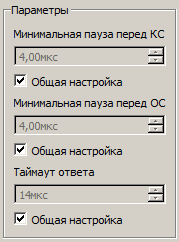 Параметры
Минимальная пауза перед КС
4,00мкс
Общая настройка
Минимальная пауза перед ОС
4,00мкс
Общая настройка
Таймаут ответа
14мкс
Общая настройка